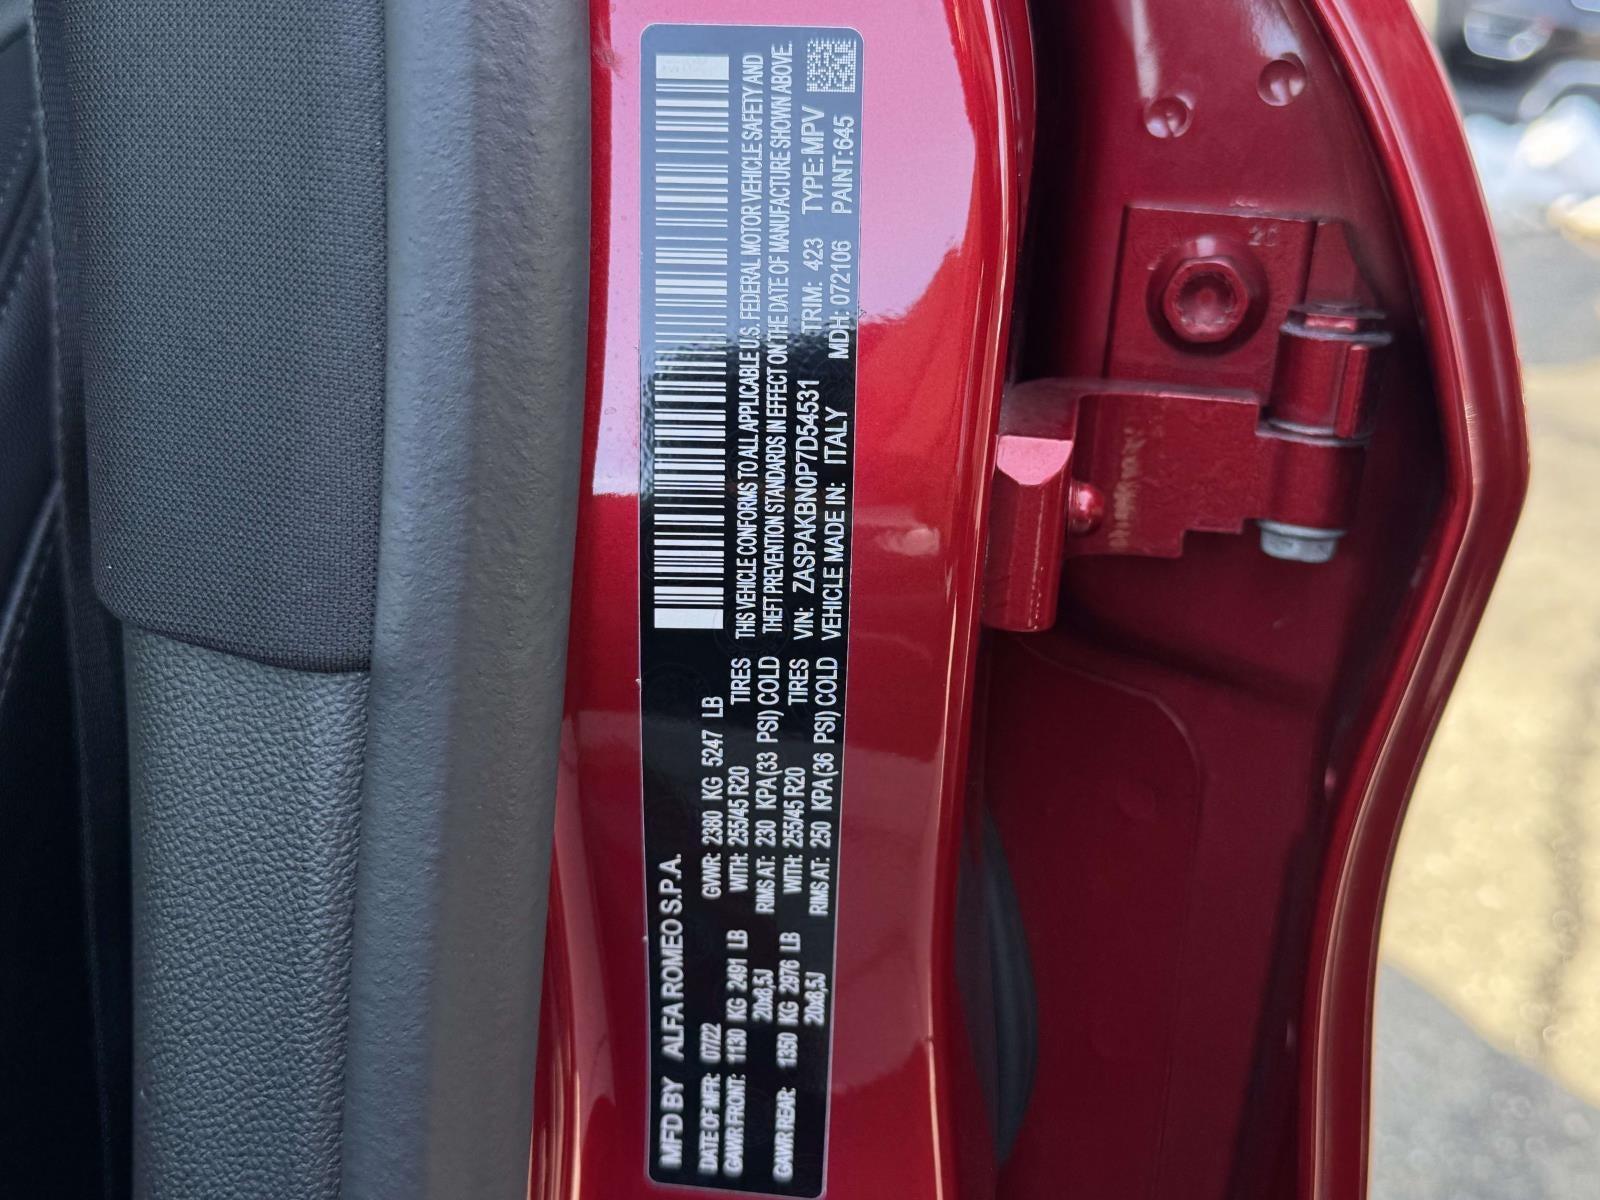 MFD BY ALFA ROMEO S.P.A.
DATE OF MFR: 07/22 GVWR: 2380 KG 5247 LB
GAWR FRONT: 1130 KG 2491 LB WITH: 255/45 R20 TIRES
20x8,5J RIMS AT: 230 KPA(33 PSI) COLD
GAWR REAR: 1350 KG 2976 LB WITH: 255/45 R20 TIRES
20x8,5J RIMS AT: 250 KPA(36 PSI) COLD
THIS VEHICLE CONFORMS TO ALL APPLICABLE U.S. FEDERAL MOTOR VEHICLE SAFETY AND
THEFT PREVENTION STANDARDS IN EFFECT ON THE DATE OF MANUFACTURE SHOWN ABOVE.
VIN: ZASPAKBN0P7D54531 TRIM: 423 TYPE: MPV
VEHICLE MADE IN: ITALY MDH: 072106 PAINT:645